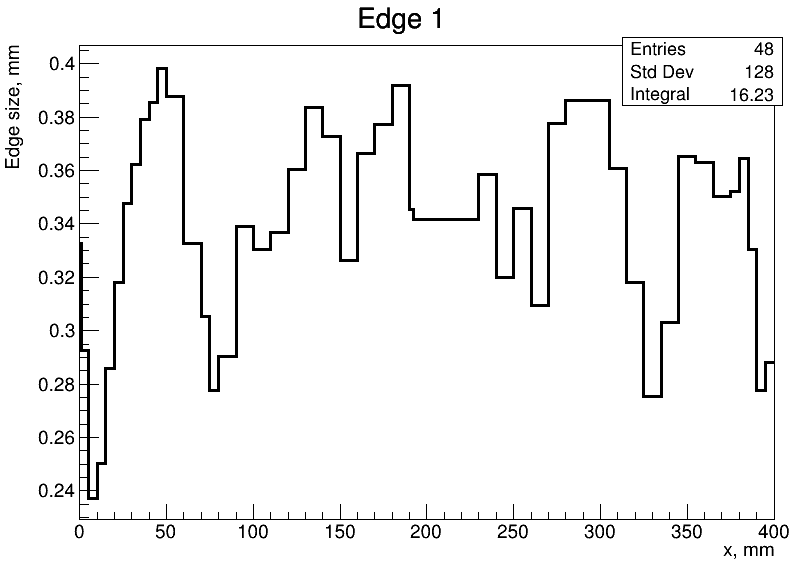 Edge 1
Entries 48
Std Dev 128
Integral 16.23
Edge size, mm
0.4
0.38
0.36
0.34
0.32
0.3
0.28
0.26
0.24
0 50 100 150 200 250 300 350 400
x, mm